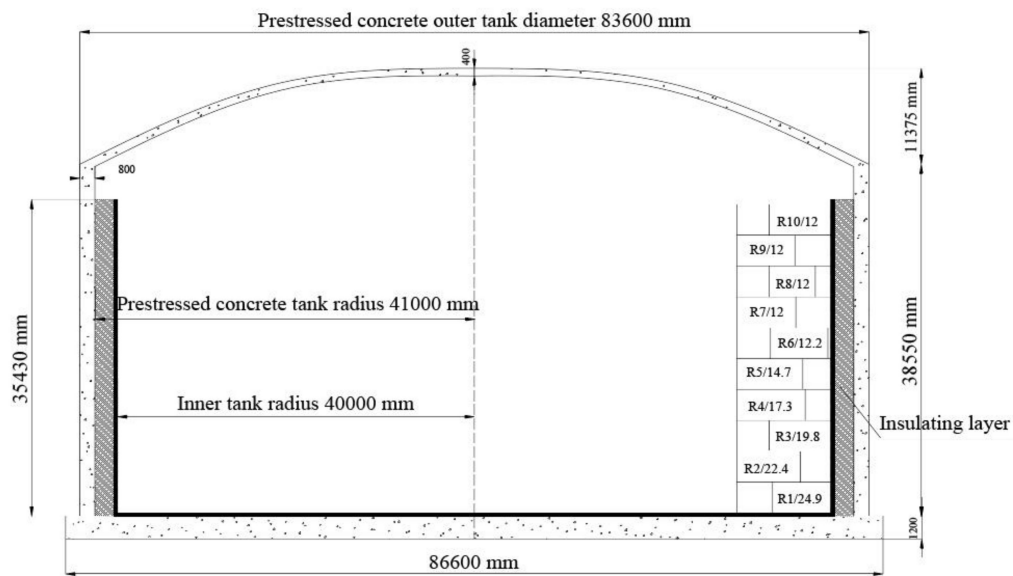 Prestressed concrete outer tank diameter 83600 mm
400
11375 mm
800
R10/12
R9/12
R8/12
Prestressed concrete tank radius 41000 mm
R7/12
R6/12.2
35430 mm
38550 mm
R5/14.7
Inner tank radius 40000 mm
R4/17.3
Insulating layer
R3/19.8
R2/22.4
R1/24.9
1200
86600 mm